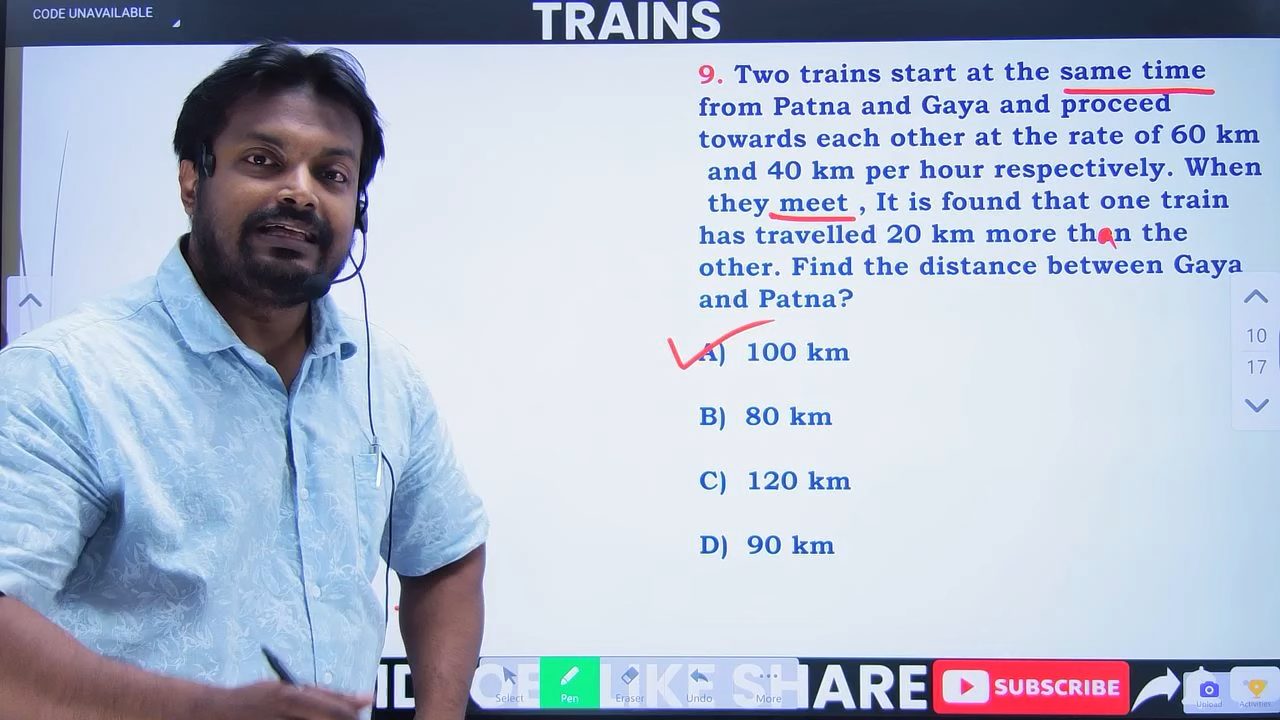 CODE UNAVAILABLE
TRAINS
9. Two trains start at the same time
from Patna and Gaya and proceed
towards each other at the rate of 60 km
and 40 km per hour respectively. When
they meet , It is found that one train
has travelled 20 km more than the
other. Find the distance between Gaya
and Patna?
A) 100 km
B) 80 km
C) 120 km
D) 90 km
10
17
LIKE SHARE
SUBSCRIBE
Select
Pen
Eraser
Undo
More
Upload
Activities